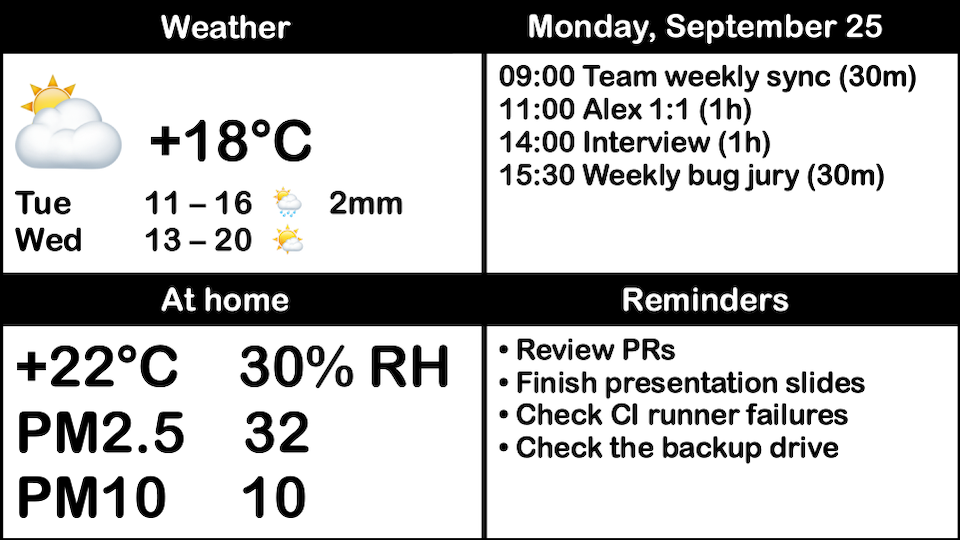 Weather
+18°C
Tue 11 – 16 2mm
Wed 13 – 20
Monday, September 25
09:00 Team weekly sync (30m)
11:00 Alex 1:1 (1h)
14:00 Interview (1h)
15:30 Weekly bug jury (30m)
At home
+22°C 30% RH
PM2.5 32
PM10 10
Reminders
• Review PRs
• Finish presentation slides
• Check CI runner failures
• Check the backup drive